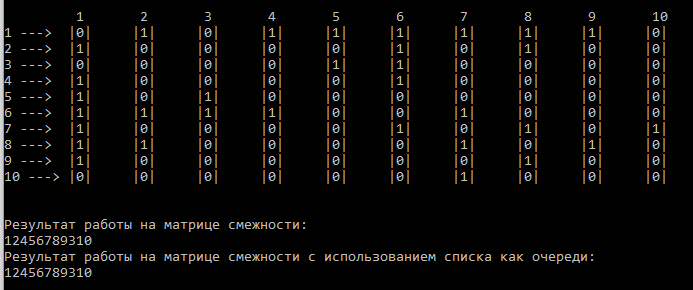 1 2 3 4 5 6 7 8 9 10
1 ---> |0| |1| |0| |1| |1| |1| |1| |1| |1| |0|
2 ---> |1| |0| |0| |0| |0| |1| |0| |1| |0| |0|
3 ---> |0| |0| |0| |0| |1| |1| |0| |0| |0| |0|
4 ---> |1| |0| |0| |0| |0| |1| |0| |0| |0| |0|
5 ---> |1| |0| |1| |0| |0| |0| |0| |0| |0| |0|
6 ---> |1| |1| |1| |1| |0| |0| |1| |0| |0| |0|
7 ---> |1| |0| |0| |0| |0| |1| |0| |1| |0| |1|
8 ---> |1| |1| |0| |0| |0| |0| |1| |0| |1| |0|
9 ---> |1| |0| |0| |0| |0| |0| |0| |1| |0| |0|
10 ---> |0| |0| |0| |0| |0| |0| |1| |0| |0| |0|
Результат работы на матрице смежности:
12456789310
Результат работы на матрице смежности с использованием списка как очереди:
12456789310